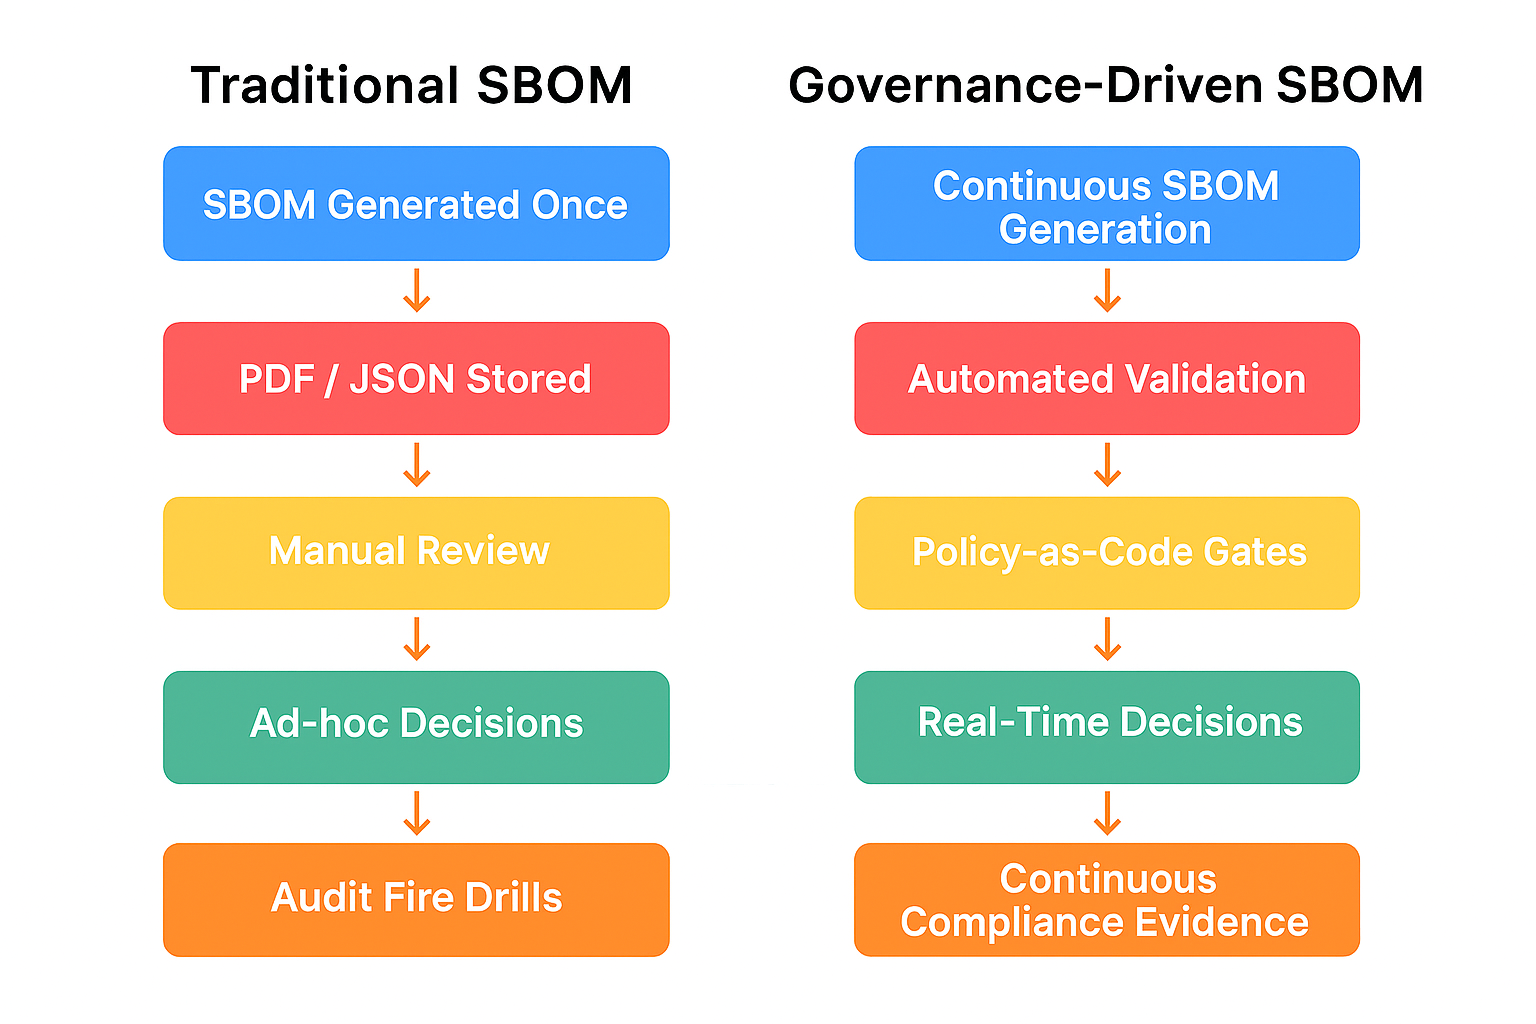 Traditional SBOM
SBOM Generated Once
PDF / JSON Stored
Manual Review
Ad-hoc Decisions
Audit Fire Drills
Governance-Driven SBOM
Continuous SBOM
Generation
Automated Validation
Policy-as-Code Gates
Real-Time Decisions
Continuous
Compliance Evidence